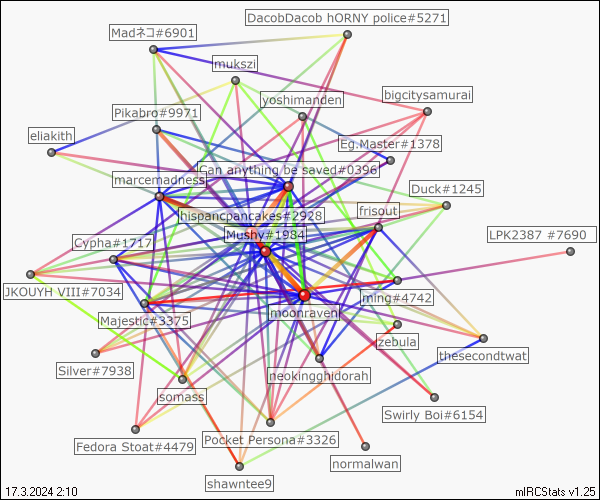 DacobDacob hORNY police#5271
Madネコ#6901
mukszi
yoshimanden
bigcitysamurai
Pikabro#9971
eliakith
Eg.Master#1378
Can anything be saved#0396
marcemadness
Duck#1245
hispancpancakes#2928
frisout
LPK2387 #7690
Mushy#1984
Cypha#1717
JKOUYH VIII#7034
ming#4742
Majestic#3375
moonraven
zebula
thesecondtwat
Silver#7938
neokingghidorah
somass
Swirly Boi#6154
Fedora Stoat#4479
Pocket Persona#3326
normalwan
shawntee9
17.3.2024 2:10
mIRCStats v1.25